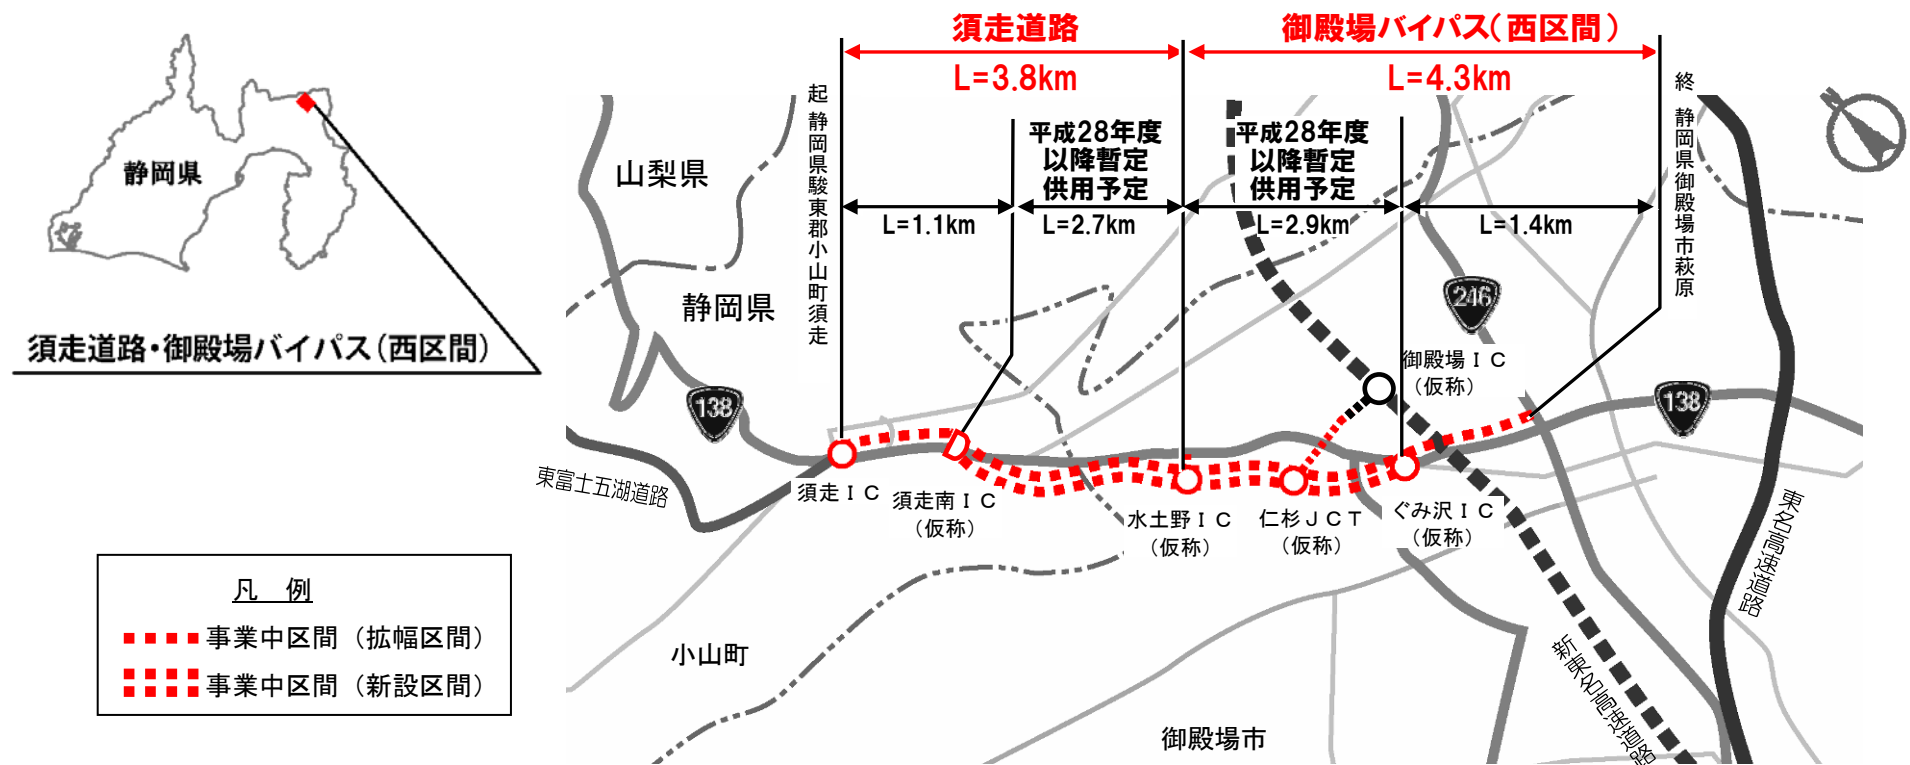 静岡県
須走道路・御殿場バイパス(西区間)
凡　例
事業中区間（拡幅区間）
事業中区間（新設区間）
須走道路
L=3.8km
御殿場バイパス(西区間)
L=4.3km
起 静岡県駿東郡小山町須走
終 静岡県御殿場市萩原
平成28年度
以降暫定
供用予定
平成28年度
以降暫定
供用予定
L=1.1km
L=2.7km
L=2.9km
L=1.4km
山梨県
静岡県
246
138
138
御殿場ＩＣ
（仮称）
東富士五湖道路
須走ＩＣ
須走南ＩＣ
（仮称）
水土野ＩＣ
（仮称）
仁杉ＪＣＴ
（仮称）
ぐみ沢ＩＣ
（仮称）
東名高速道路
新東名高速道路
小山町
御殿場市